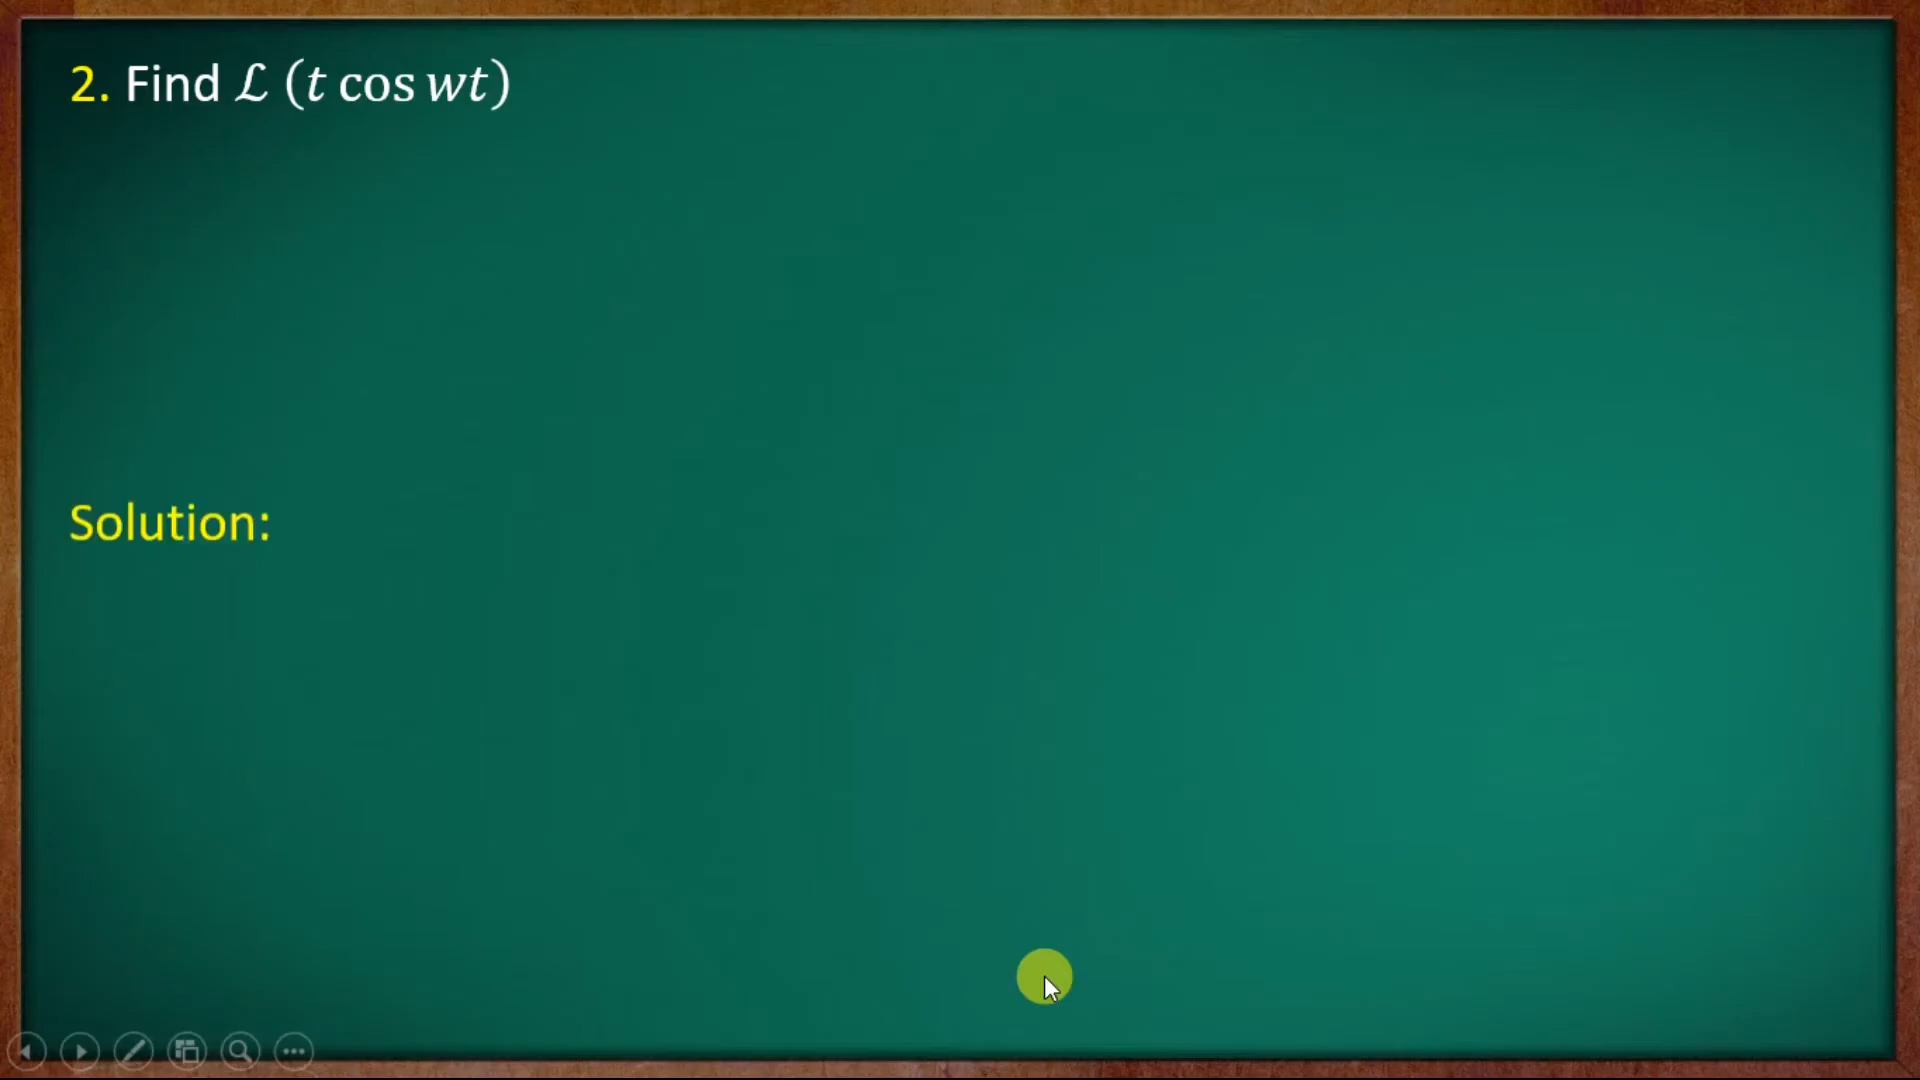 2. Find ℒ (t cos wt)
Solution: